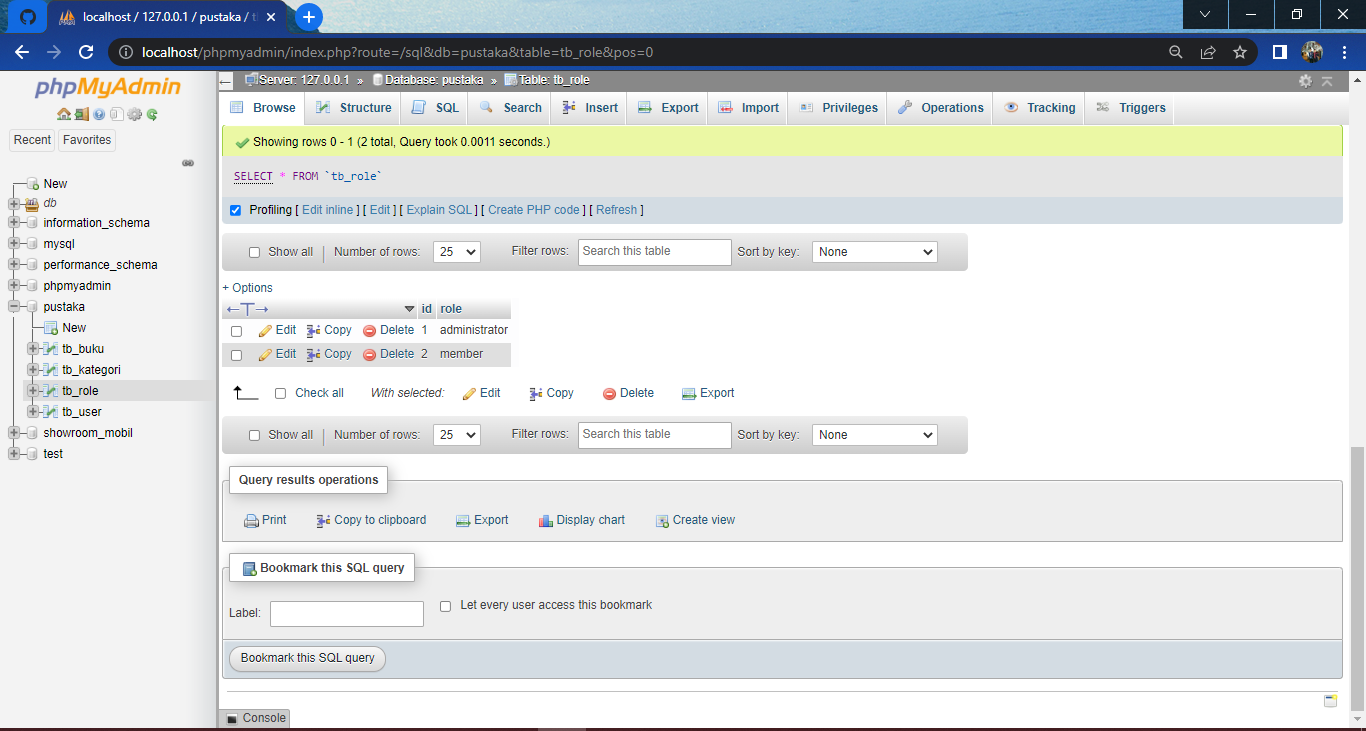 localhost / 127.0.0.1 / pustaka /
localhost/phpmyadmin/index.php?route=/sql&db=pustaka&table=tb_role&pos=0
phpMyAdmin
Recent Favorites
New
db
information_schema
mysql
performance_schema
phpmyadmin
pustaka
New
tb_buku
tb_kategori
tb_role
tb_user
showroom_mobil
test
Server: 127.0.0.1 » Database: pustaka » Table: tb_role
Browse Structure SQL Search Insert Export Import Privileges Operations Tracking Triggers
Showing rows 0 - 1 (2 total, Query took 0.0011 seconds.)
SELECT * FROM `tb_role`
Profiling [ Edit inline ] [ Edit ] [ Explain SQL ] [ Create PHP code ] [ Refresh ]
Show all | Number of rows: 25 Filter rows: Search this table Sort by key: None
+ Options
←T→ id role
Edit Copy Delete 1 administrator
Edit Copy Delete 2 member
Check all With selected: Edit Copy Delete Export
Show all | Number of rows: 25 Filter rows: Search this table Sort by key: None
Query results operations
Print Copy to clipboard Export Display chart Create view
Bookmark this SQL query
Label: Let every user access this bookmark
Bookmark this SQL query
Console